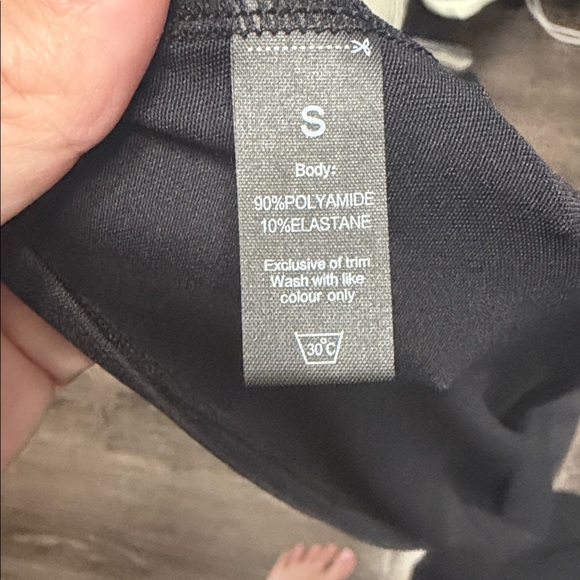 S
Body:
90%POLYAMIDE
10%ELASTANE
Exclusive of trim
Wash with like
colour only
30°C